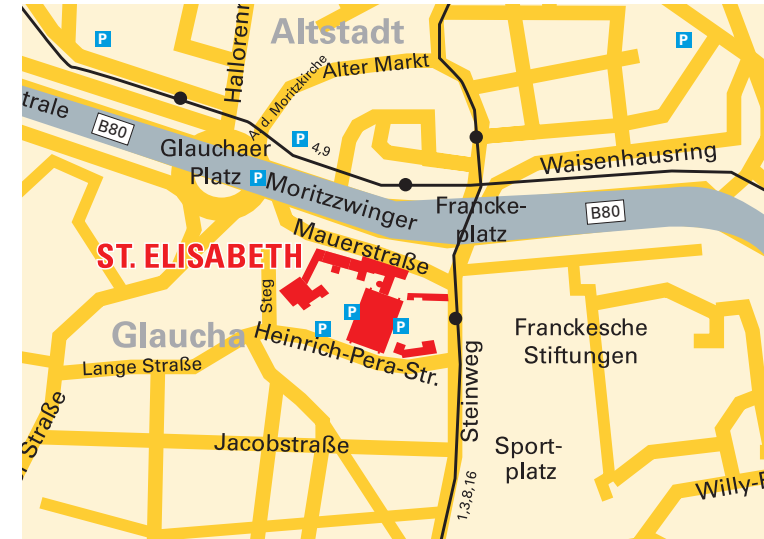 P
Altstadt
P
Halloren
Alter Markt
trale
B80
A. d. Moritzkirche
P
4,9
Glauchaer
Platz
P
Moritzzwinger
Waisenhausring
Francke-
platz
B80
Mauerstraße
ST. ELISABETH
Steg
P
P
P
Glaucha
Heinrich-Pera-Str.
Franckesche
Stiftungen
Lange Straße
Steinweg
Straße
Jacobstraße
Sport-
platz
1,3,8,16
Willy-